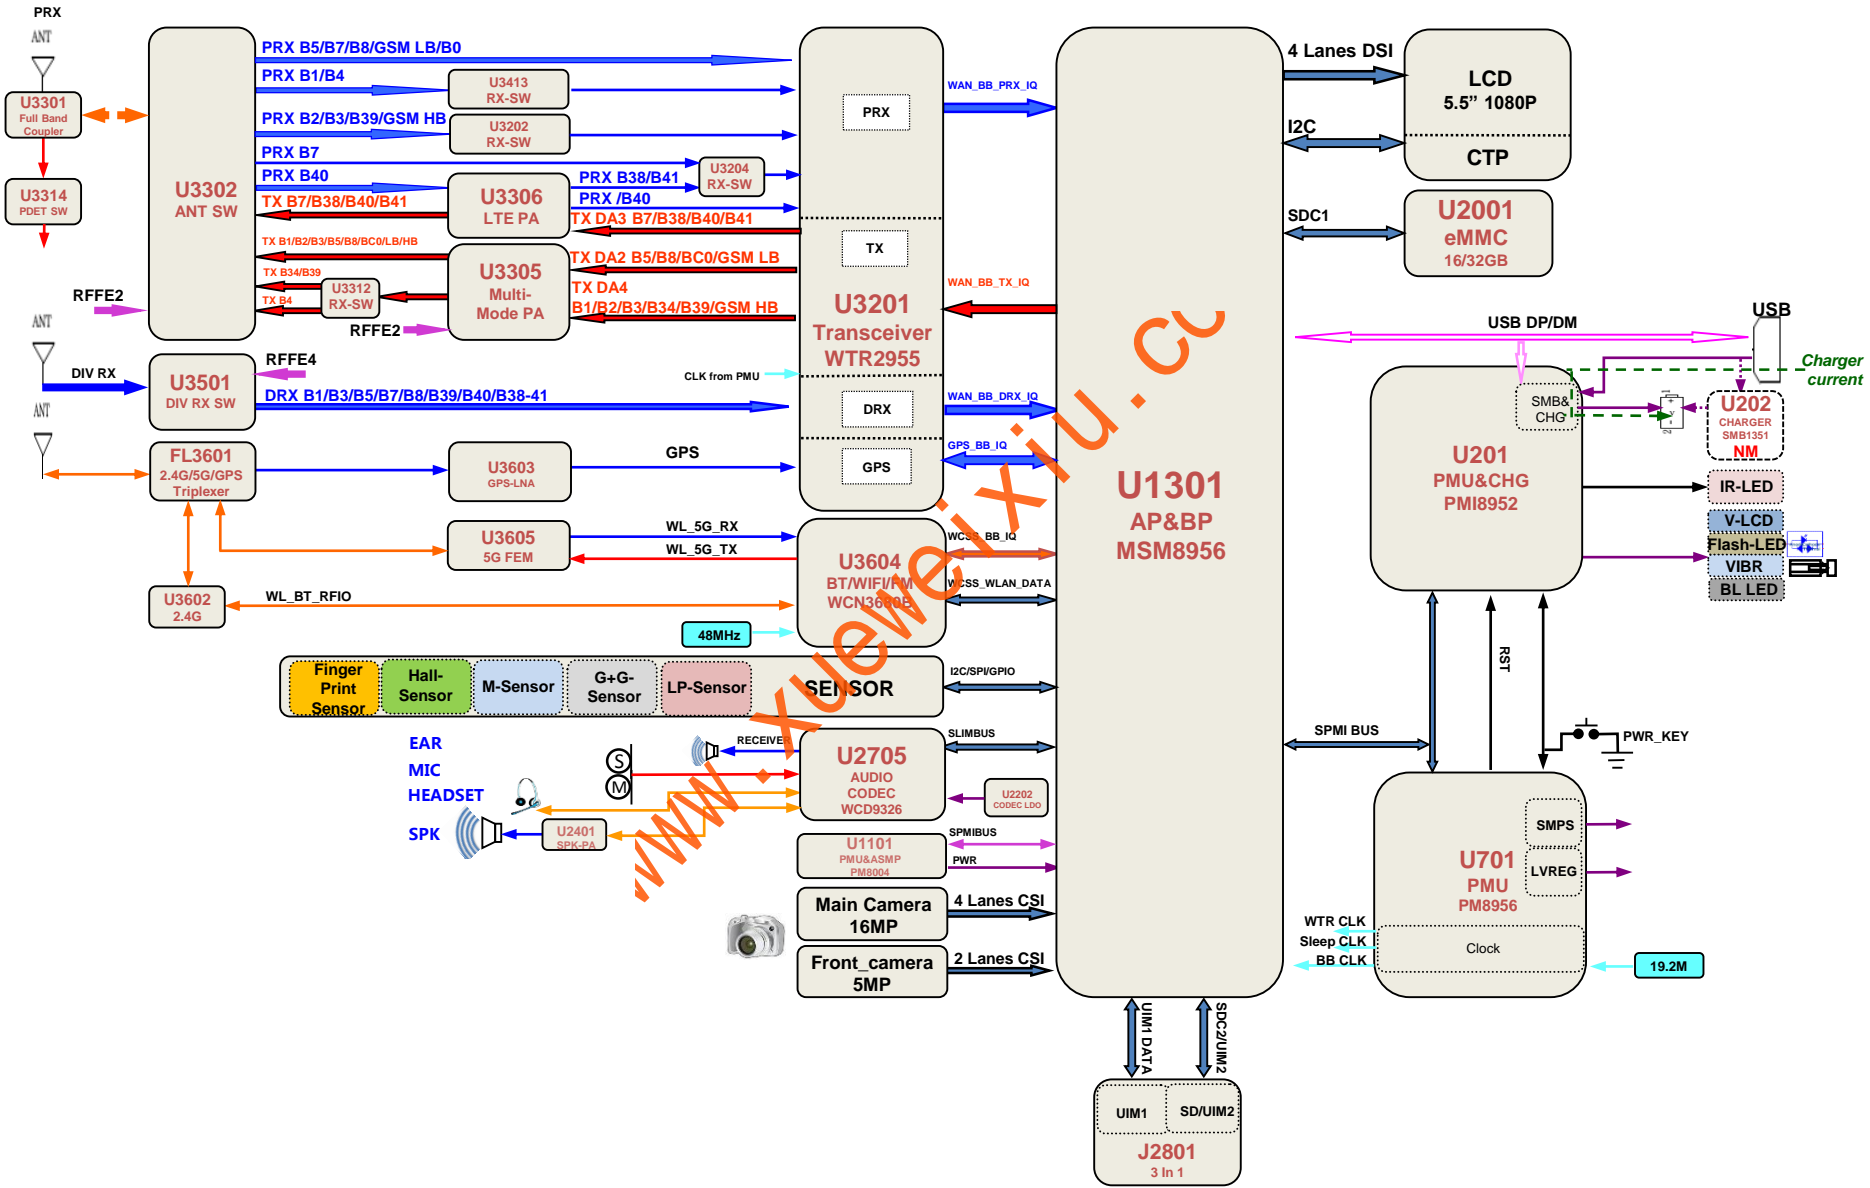 PRX
ANT
U3301
Full Band
Coupler
U3314
PDET SW
U3302
ANT SW
PRX B5/B7/B8/GSM LB/B0
PRX B1/B4
U3413
RX-SW
PRX B2/B3/B39/GSM HB
U3202
RX-SW
PRX B7
U3204
RX-SW
PRX B40
PRX B38/B41
U3306
LTE PA
PRX /B40
TX B7/B38/B40/B41
TX DA3 B7/B38/B40/B41
TX B1/B2/B3/B5/B8/BC0/LB/HB
TX DA2 B5/B8/BC0/GSM LB
U3305
Multi-
Mode PA
TX B34/B39
U3312
RX-SW
TX B4
TX DA4
B1/B2/B3/B34/B39/GSM HB
RFFE2
RFFE2
ANT
DIV RX
U3501
DIV RX SW
RFFE4
DRX B1/B3/B5/B7/B8/B39/B40/B38-41
CLK from PMU
ANT
FL3601
2.4G/5G/GPS
Triplexer
U3603
GPS-LNA
GPS
U3605
5G FEM
WL_5G_RX
WL_5G_TX
U3602
2.4G
WL_BT_RFIO
48MHz
PRX
TX
U3201
Transceiver
WTR2955
DRX
GPS
WAN_BB_PRX_IQ
WAN_BB_TX_IQ
WAN_BB_DRX_IQ
GPS_BB_IQ
U3604
BT/WIFI/FM
WCN3680B
WCSS_BB_IQ
WCSS_WLAN_DATA
Finger
Print
Sensor
Hall-
Sensor
M-Sensor
G+G-
Sensor
LP-Sensor
SENSOR
I2C/SPI/GPIO
EAR
MIC
HEADSET
SPK
RECEIVER
S
M
U2401
SPK-PA
U2705
AUDIO
CODEC
WCD9326
SLIMBUS
U2202
CODEC LDO
U1101
PMU&ASMP
PM8004
SPMIBUS
PWR
Main Camera
16MP
4 Lanes CSI
Front_camera
5MP
2 Lanes CSI
U1301
AP&BP
MSM8956
4 Lanes DSI
LCD
5.5” 1080P
I2C
CTP
SDC1
U2001
eMMC
16/32GB
USB DP/DM
USB
Charger
current
SMB&
CHG
U202
CHARGER
SMB1351
NM
U201
PMU&CHG
PMI8952
IR-LED
V-LCD
Flash-LED
VIBR
BL LED
RST
SPMI BUS
PWR_KEY
U701
PMU
PM8956
SMPS
LVREG
WTR CLK
Sleep CLK
BB CLK
Clock
19.2M
UIM1 DATA
SDC2/UIM2
UIM1
SD/UIM2
J2801
3 In 1
www.xueweixiu.co